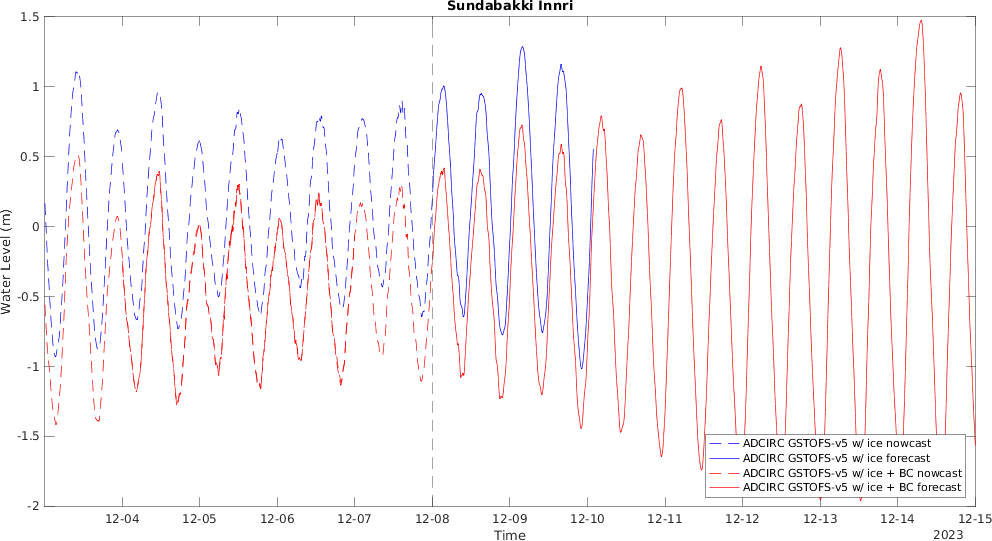 Sundabakki Innri
Water Level (m)
1.5
1
0.5
0
-0.5
-1
-1.5
-2
ADCIRC GSTOFS-v5 w/ ice nowcast
ADCIRC GSTOFS-v5 w/ ice forecast
ADCIRC GSTOFS-v5 w/ ice + BC nowcast
ADCIRC GSTOFS-v5 w/ ice + BC forecast
12-04 12-05 12-06 12-07 12-08 12-09 12-10 12-11 12-12 12-13 12-14 12-15
Time
2023